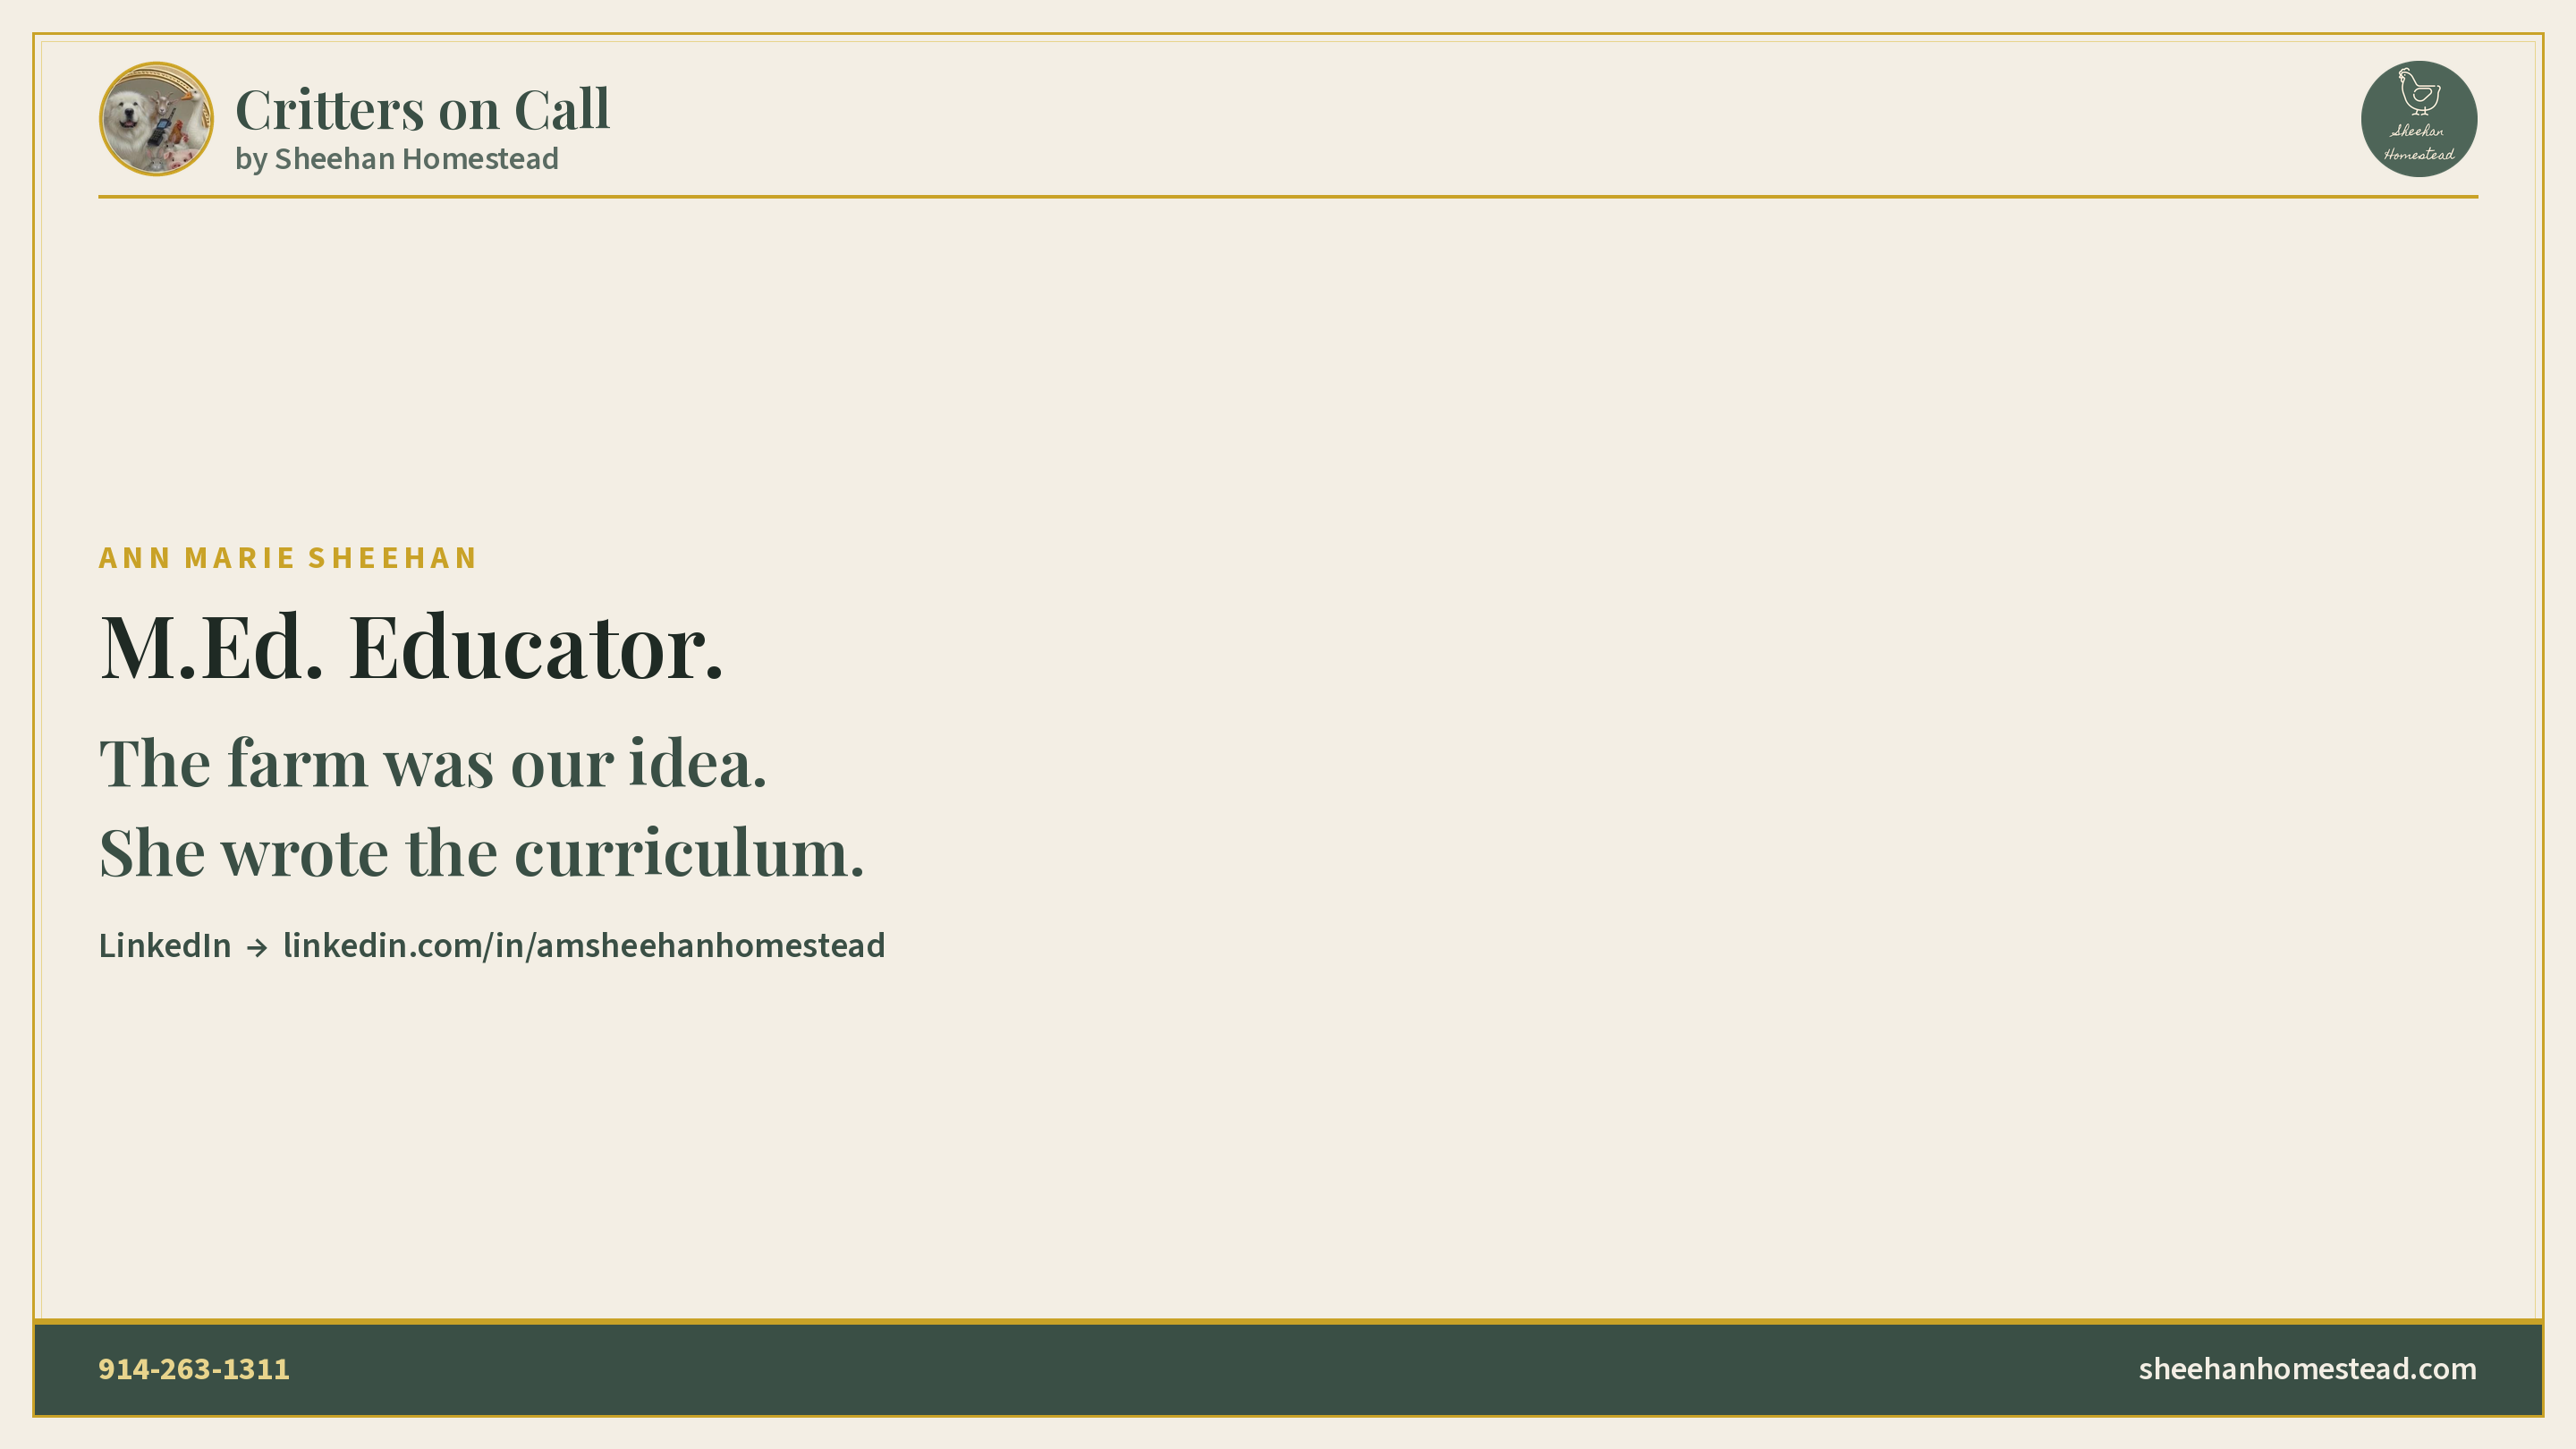 Critters on Call
by Sheehan Homestead
Sheehan
Homestead
ANN MARIE SHEEHAN
M.Ed. Educator.
The farm was our idea.
She wrote the curriculum.
LinkedIn → linkedin.com/in/amsheehanhomestead
914-263-1311
sheehanhomestead.com